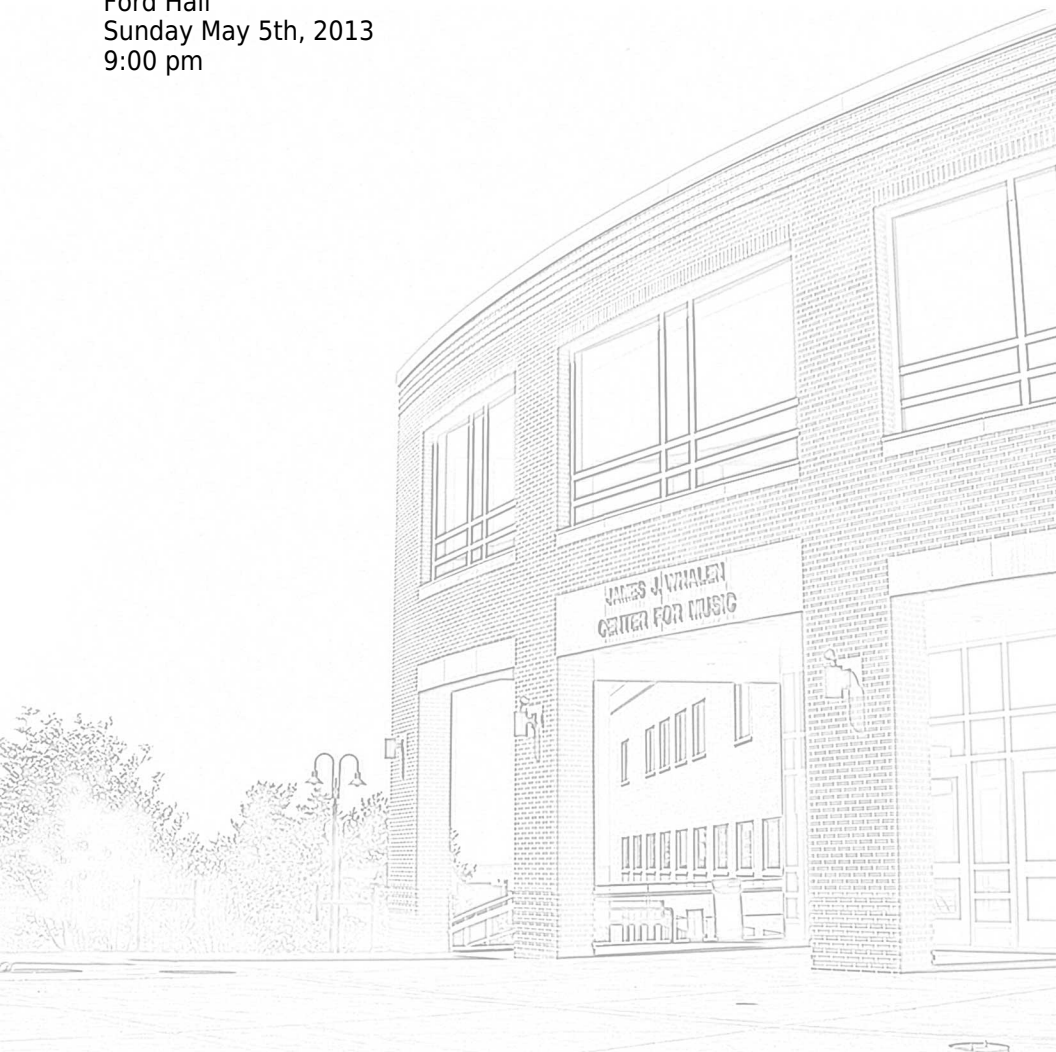 Ford Hall
Sunday May 5th, 2013
9:00 pm
JAMES J. WHALEN
CENTER FOR MUSIC